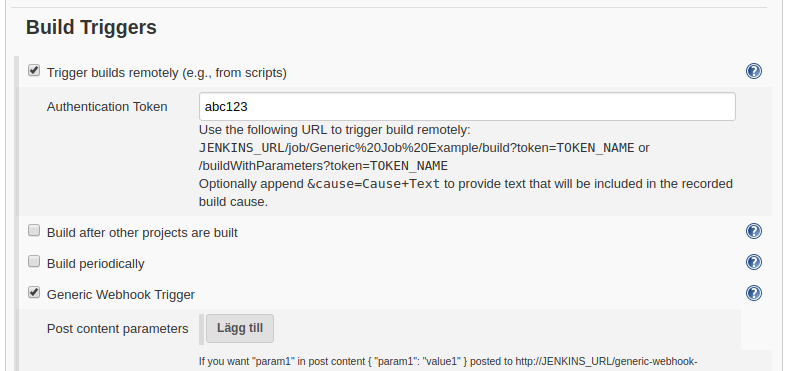 Build Triggers
Trigger builds remotely (e.g., from scripts)
Authentication Token abc123
Use the following URL to trigger build remotely:
JENKINS_URL/job/Generic%20Job%20Example/build?token=TOKEN_NAME or
/buildWithParameters?token=TOKEN_NAME
Optionally append &cause=Cause+Text to provide text that will be included in the recorded
build cause.
Build after other projects are built
Build periodically
Generic Webhook Trigger
Post content parameters Lägg till
If you want "param1" in post content { "param1": "value1" } posted to http://JENKINS_URL/generic-webhook-